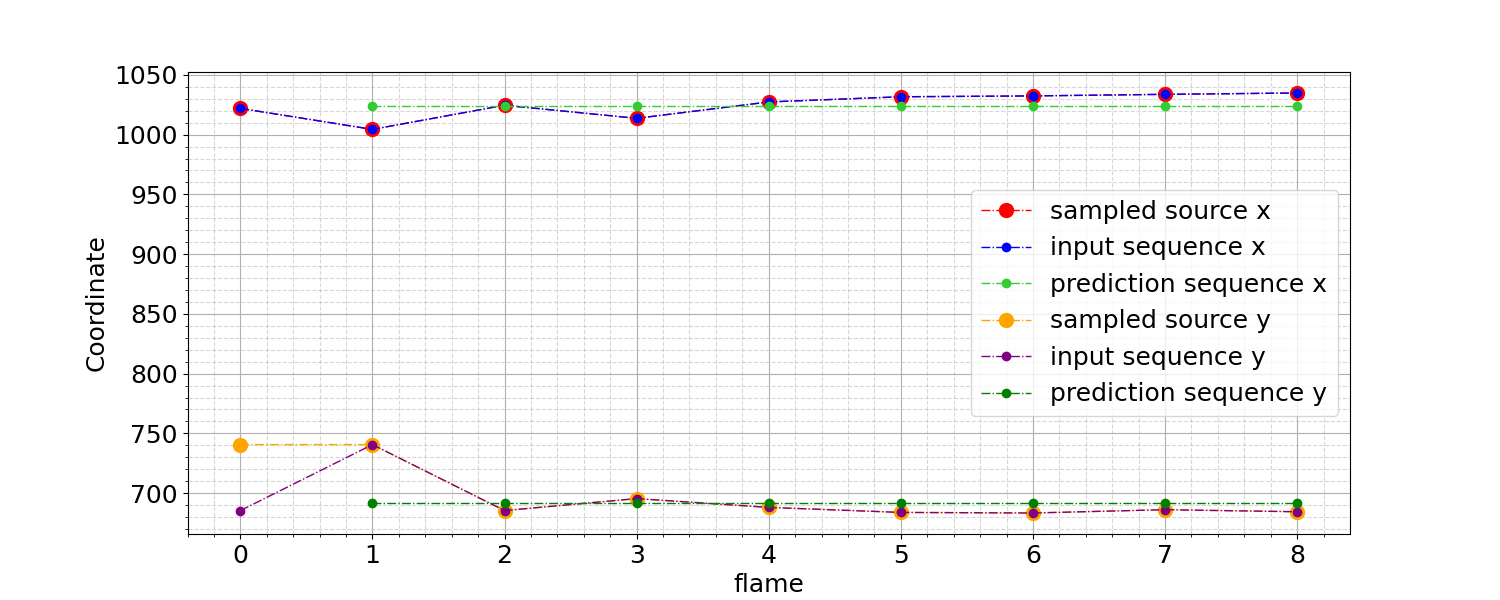 1050
1000
950
900
850
800
750
700
Coordinate
sampled source x
input sequence x
prediction sequence x
sampled source y
input sequence y
prediction sequence y
0 1 2 3 4 5 6 7 8
flame